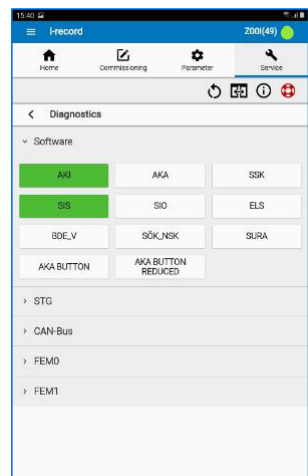 15:40
I-record Z00I(49)
Home Commissioning Parameter Service
Diagnostics
Software
AKI AKA SSK
SIS SIO ELS
BDE_V SÖK_NSK SURA
AKA BUTTON AKA BUTTON REDUCED
STG
CAN-Bus
FEM0
FEM1